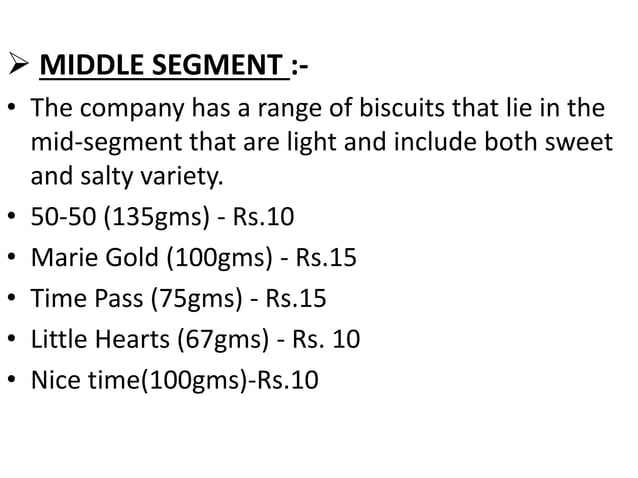 ➢ MIDDLE SEGMENT :-
• The company has a range of biscuits that lie in the
mid-segment that are light and include both sweet
and salty variety.
• 50-50 (135gms) - Rs.10
• Marie Gold (100gms) - Rs.15
• Time Pass (75gms) - Rs.15
• Little Hearts (67gms) - Rs. 10
• Nice time(100gms)-Rs.10